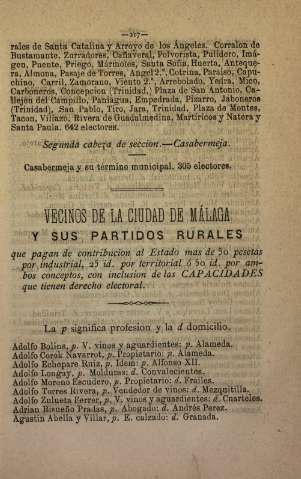 —217—
rales de Santa Catalina y Arroyo de los Angeles. Corralon de
Bustamante, Zurradores, Cañaveral, Polvorista, Pulidero, Imá-
gen, Puente, Priego, Mármoles, Santa Sofía, Huerta, Anteque-
ra, Almona, Pasaje de Torres, Angel 2.°, Cotrina, Peraíso, Capu-
chino, Carril, Zamorano, Viento 2.°, Arrebolado, Yedra, Mico,
Carboneros, Concepcion (Trinidad,) Plaza de San Antonio, Ca-
llejon del Campillo, Paniagua, Empedrada, Pizarro, Jaboneros
(Trinidad), San Pablo, Tiro, Jara, Trinidad, Plaza de Montes,
Tacon, Villazo, Rivera de Guadalmedina, Martiricos y Natera y
Santa Paula. 642 electores.
Segunda cabeza de seccion.—Casabermeja.
Casabermeja y su término municipal. 305 electores.
VECINOS DE LA CIUDAD DE MÁLAGA
Y SUS PARTIDOS RURALES
que pagan de contribucion al Estado mas de 50 pesetas
por industrial, 25 id. por territorial ó 50 id. por am-
bos conceptos, con inclusion de las CAPACIDADES
que tienen derecho electoral.
La p significa profesion y la d domicilio.
Adolfo Bolins, p. V. vinos y aguardientes: p. Alameda.
Adolfo Corok Navarrot, p. Propietario: p. Alameda.
Adolfo Echopare Ruiz, p. Idem: p. Alfonso XII.
Adolfo Longay, p. Molduras: d. Convalecientes.
Adolfo Moreno Escudero, p. Propietario: d. Frailes.
Adolfo Torres Rivera, p. Vendedor de vinos: d. Mezquitilla.
Adolfo Zulueta Ferrer, p. V. vinos y aguardientes: d. Cuarteles.
Adrian Risueño Pradas, p. Abogado: d. Andrés Perez.
Agustin Abella y Villar, p. E. calzado: d. Granada.